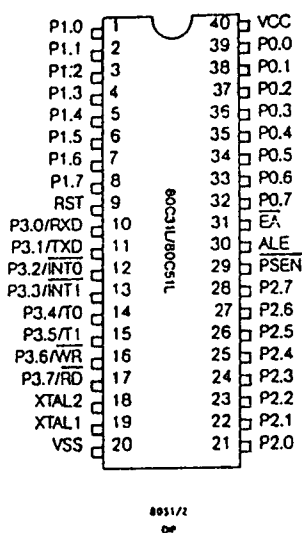 P1.0 1 40 VCC
P1.1 2 39 P0.0
P1.2 3 38 P0.1
P1.3 4 37 P0.2
P1.4 5 36 P0.3
P1.5 6 35 P0.4
P1.6 7 34 P0.5
P1.7 8 33 P0.6
RST 9 32 P0.7
P3.0/RXD 10 31 E̅A̅
P3.1/TXD 11 30 ALE
P3.2/I̅N̅T̅0̅ 12 29 P̅S̅E̅N̅
P3.3/I̅N̅T̅1̅ 13 28 P2.7
P3.4/T0 14 27 P2.6
P3.5/T1 15 26 P2.5
P3.6/W̅R̅ 16 25 P2.4
P3.7/R̅D̅ 17 24 P2.3
XTAL2 18 23 P2.2
XTAL1 19 22 P2.1
VSS 20 21 P2.0
80C31L/80C51L
8051/2
DIP